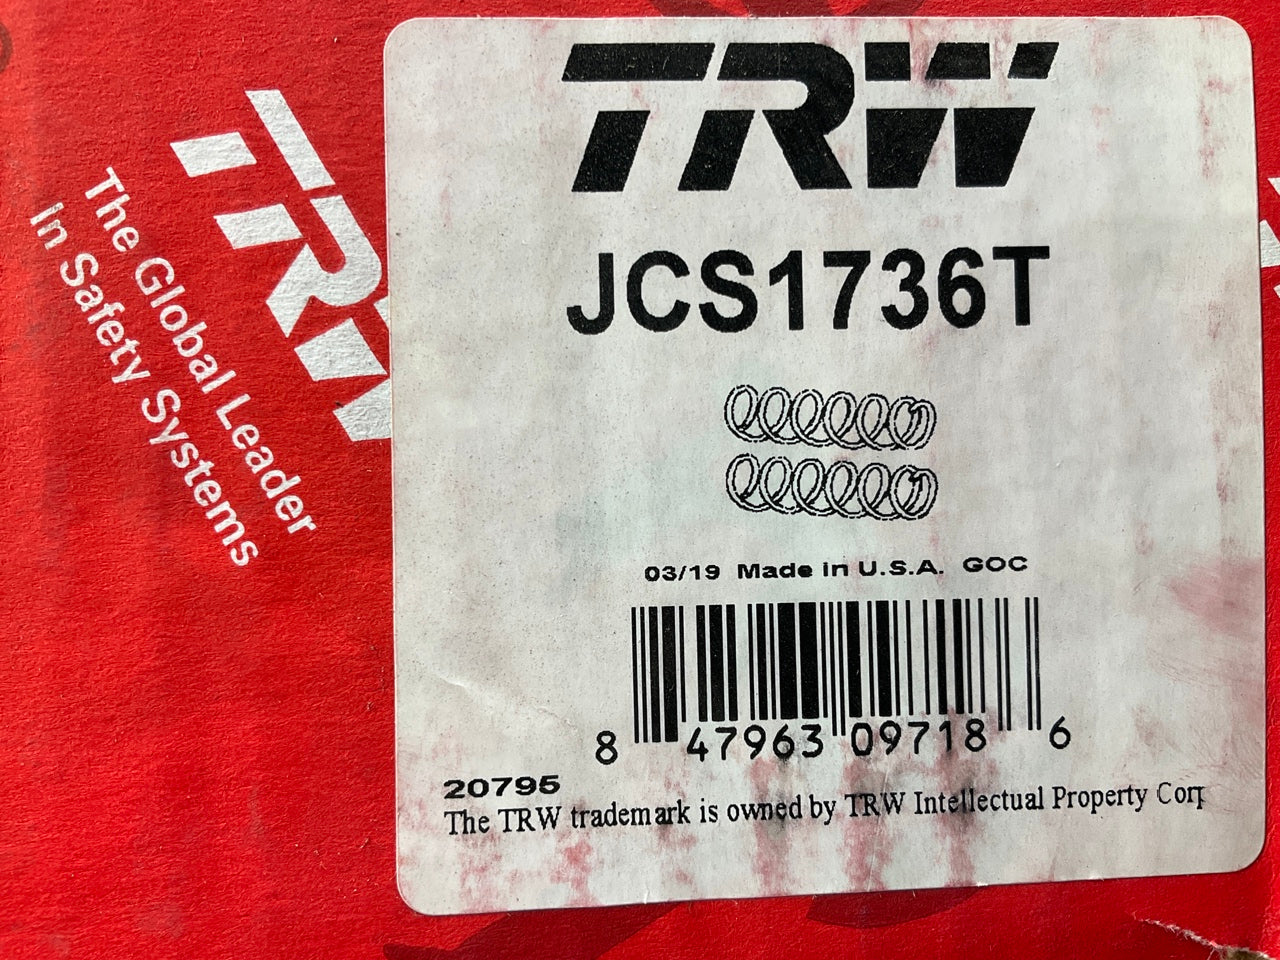 TRW
The Global Leader
In Safety Systems
TRW
JCS1736T
03/19 Made in U.S.A. GOC
8 47963 09718 6
20795
The TRW trademark is owned by TRW Intellectual Property Corp